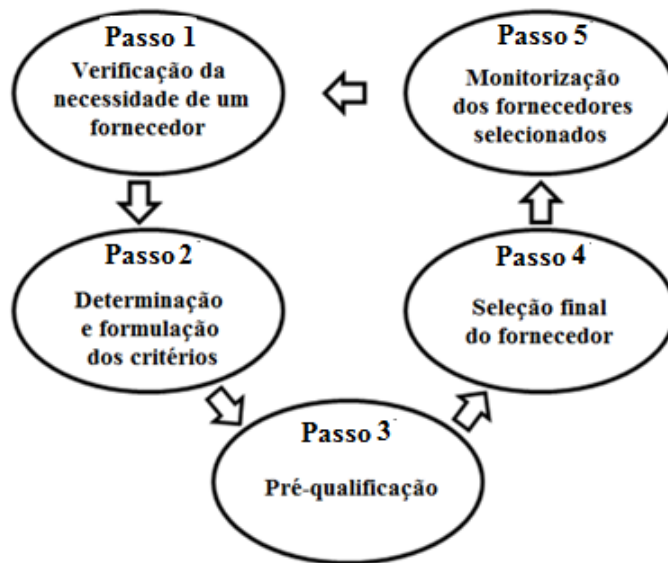 Passo 1
Verificação da
necessidade de um
fornecedor
Passo 2
Determinação
e formulação
dos critérios
Passo 3
Pré-qualificação
Passo 4
Seleção final
do fornecedor
Passo 5
Monitorização
dos fornecedores
selecionados